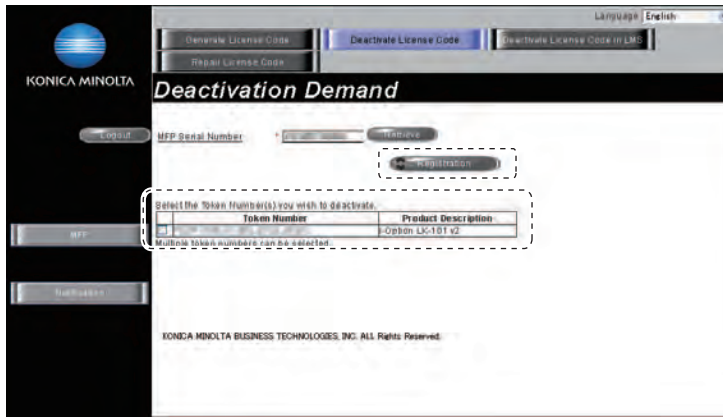 Language English
Generate License Code
Deactivate License Code
Deactivate License Code in LMS
Repair License Code
KONICA MINOLTA
Deactivation Demand
Logout
MFP Serial Number *
Retrieve
Registration
Select the Token Number(s) you wish to deactivate.
Token Number Product Description
i-Option LK-101 v2
Multiple token numbers can be selected.
MFP
Notification
KONICA MINOLTA BUSINESS TECHNOLOGIES, INC. ALL Rights Reserved.